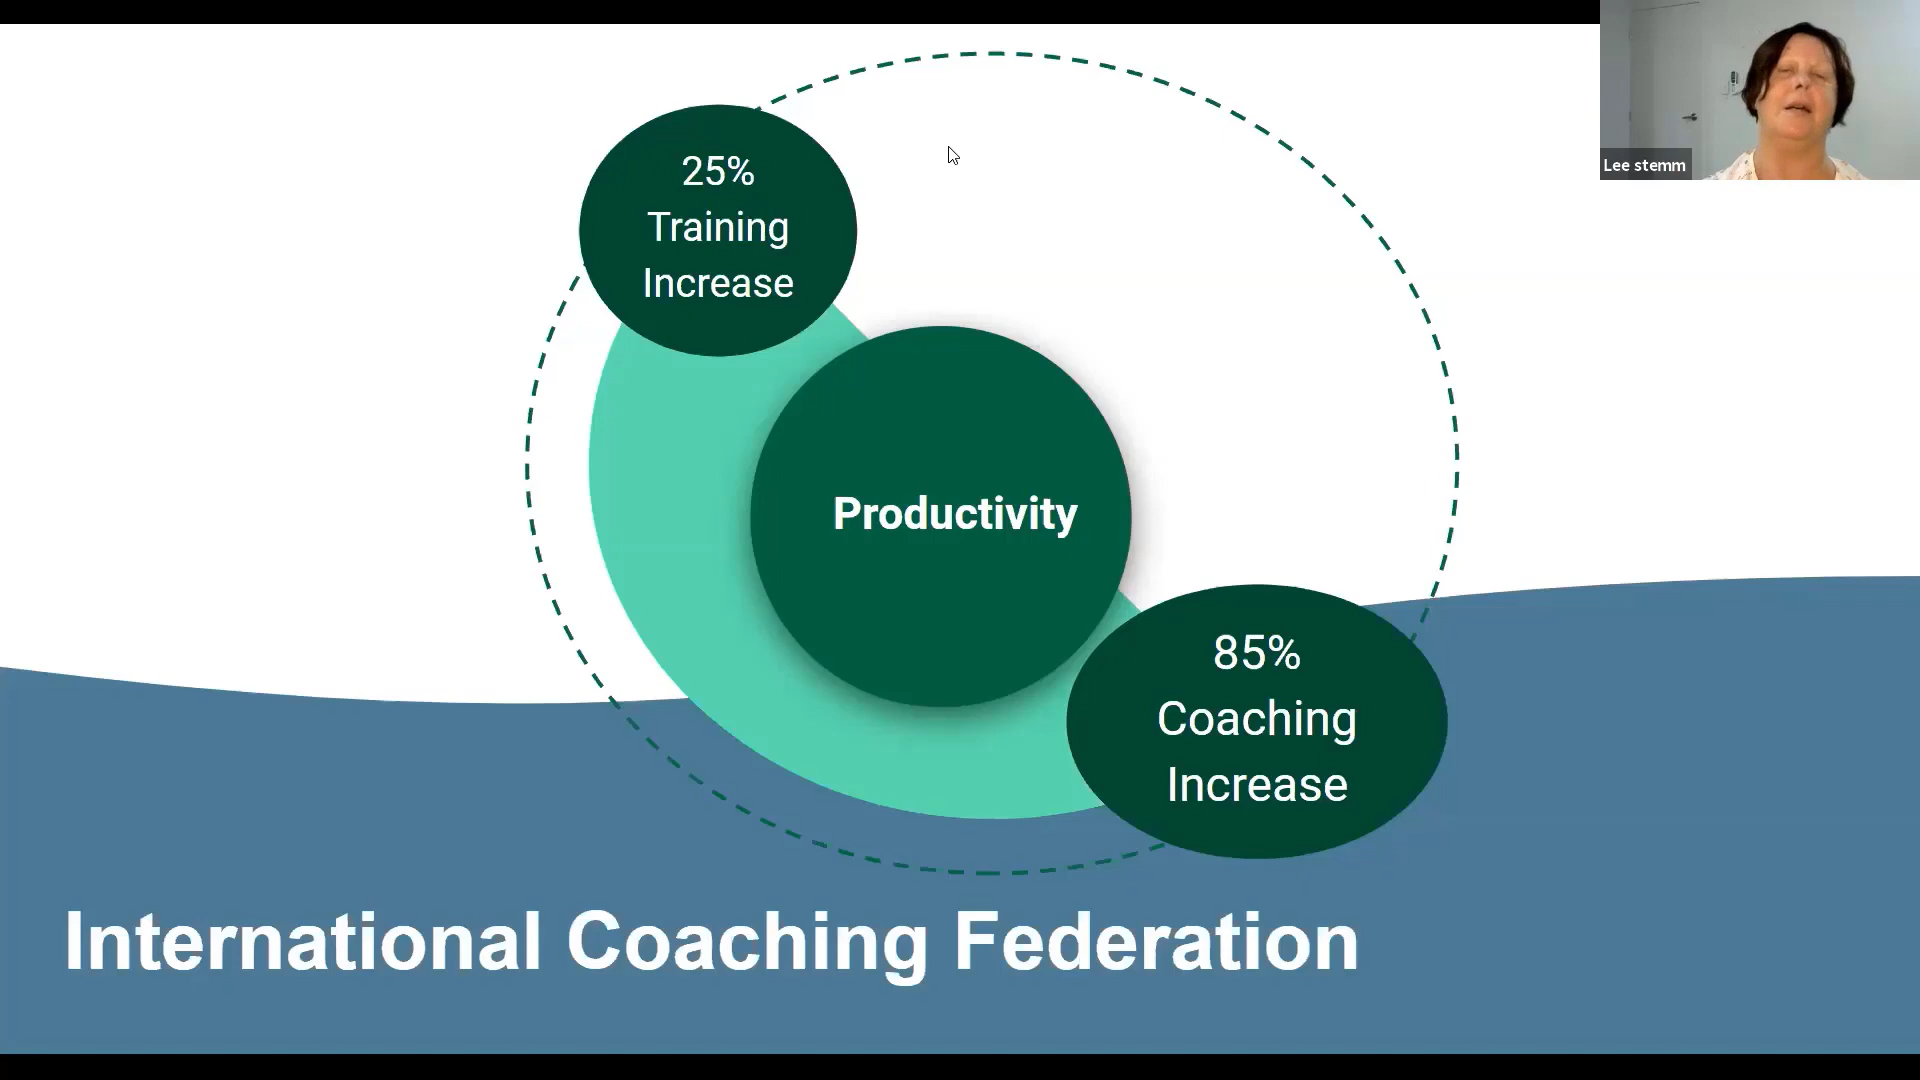 25%
Training
Increase
Lee stemm
Productivity
85%
Coaching
Increase
International Coaching Federation